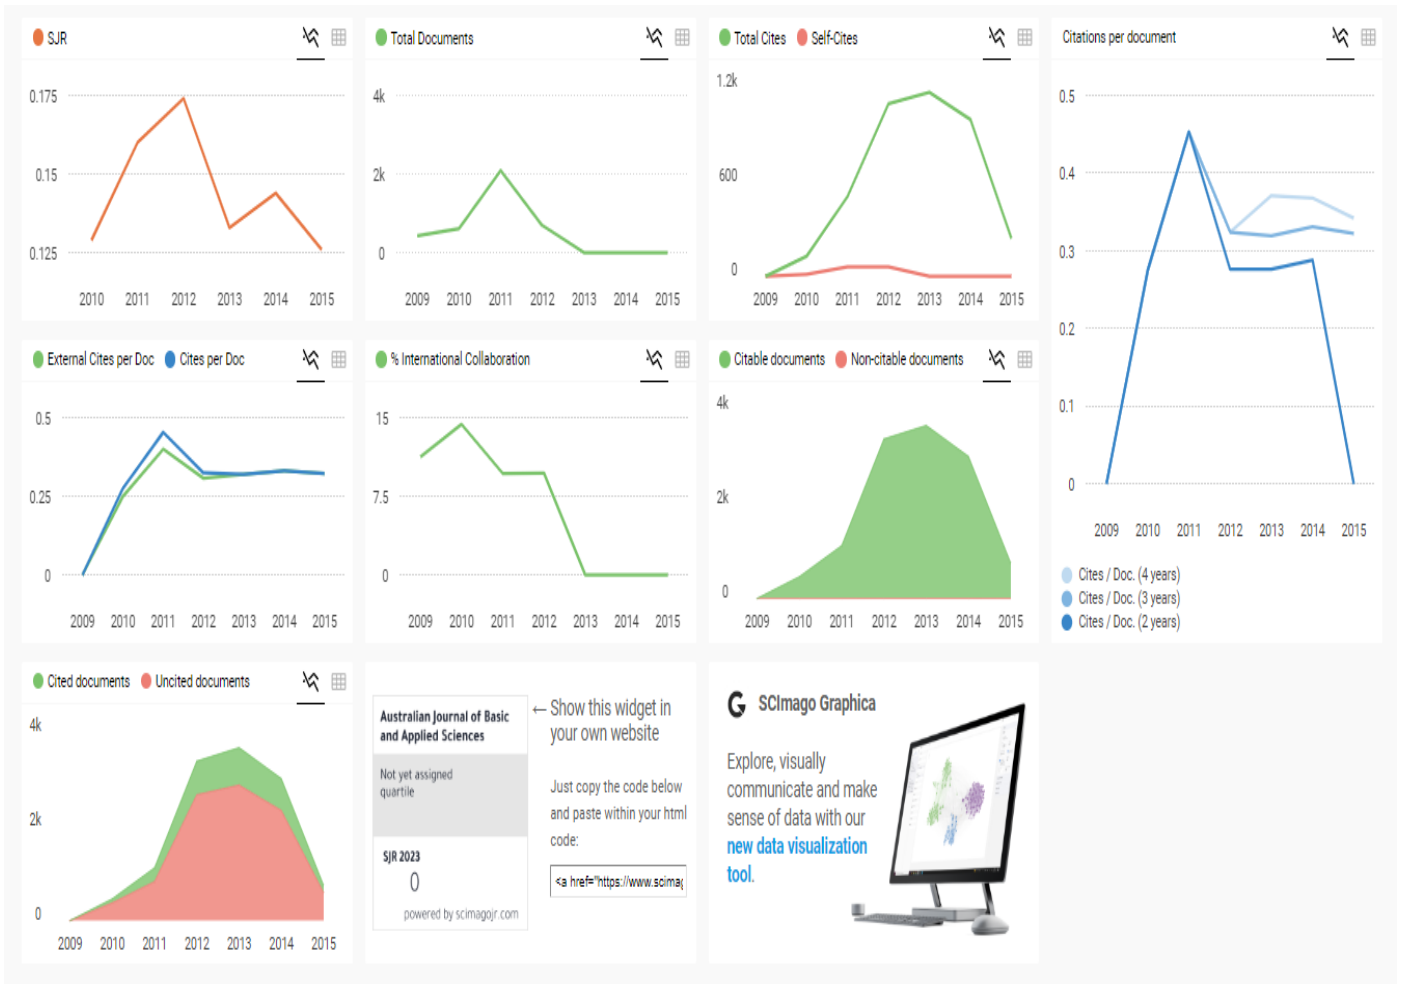 SJR
0.175
0.15
0.125
2010 2011 2012 2013 2014 2015
Total Documents
4k
2k
0
2009 2010 2011 2012 2013 2014 2015
Total Cites Self-Cites
1.2k
600
0
2009 2010 2011 2012 2013 2014 2015
Citations per document
0.5
0.4
0.3
0.2
0.1
0
2009 2010 2011 2012 2013 2014 2015
Cites / Doc. (4 years)
Cites / Doc. (3 years)
Cites / Doc. (2 years)
External Cites per Doc Cites per Doc
0.5
0.25
0
2009 2010 2011 2012 2013 2014 2015
% International Collaboration
15
7.5
0
2009 2010 2011 2012 2013 2014 2015
Citable documents Non-citable documents
4k
2k
0
2009 2010 2011 2012 2013 2014 2015
Cited documents Uncited documents
4k
2k
0
2009 2010 2011 2012 2013 2014 2015
Australian Journal of Basic
and Applied Sciences
Not yet assigned
quartile
SJR 2023
0
powered by scimagojr.com
← Show this widget in
your own website
Just copy the code below
and paste within your html
code:
<a href="https://www.scimag
SCImago Graphica
Explore, visually
communicate and make
sense of data with our
new data visualization
tool.